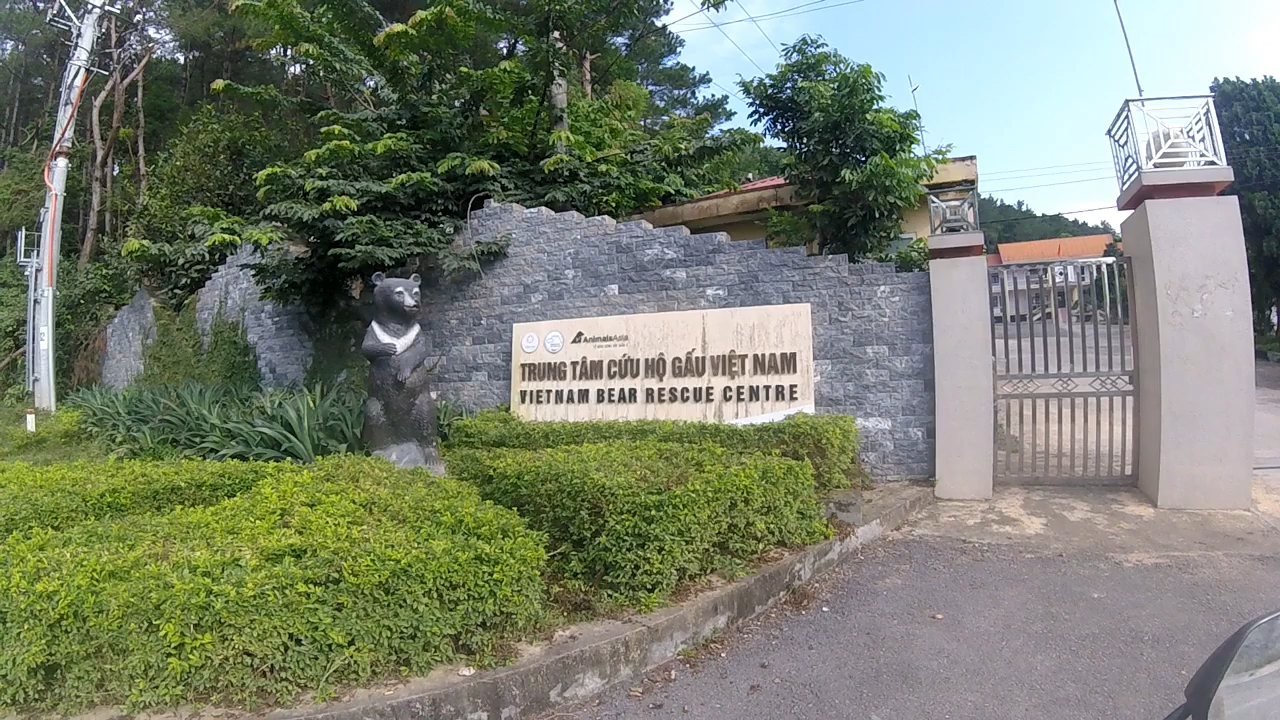 AnimalsAsia
TRUNG TÂM CỨU HỘ GẤU VIỆT NAM
VIETNAM BEAR RESCUE CENTRE